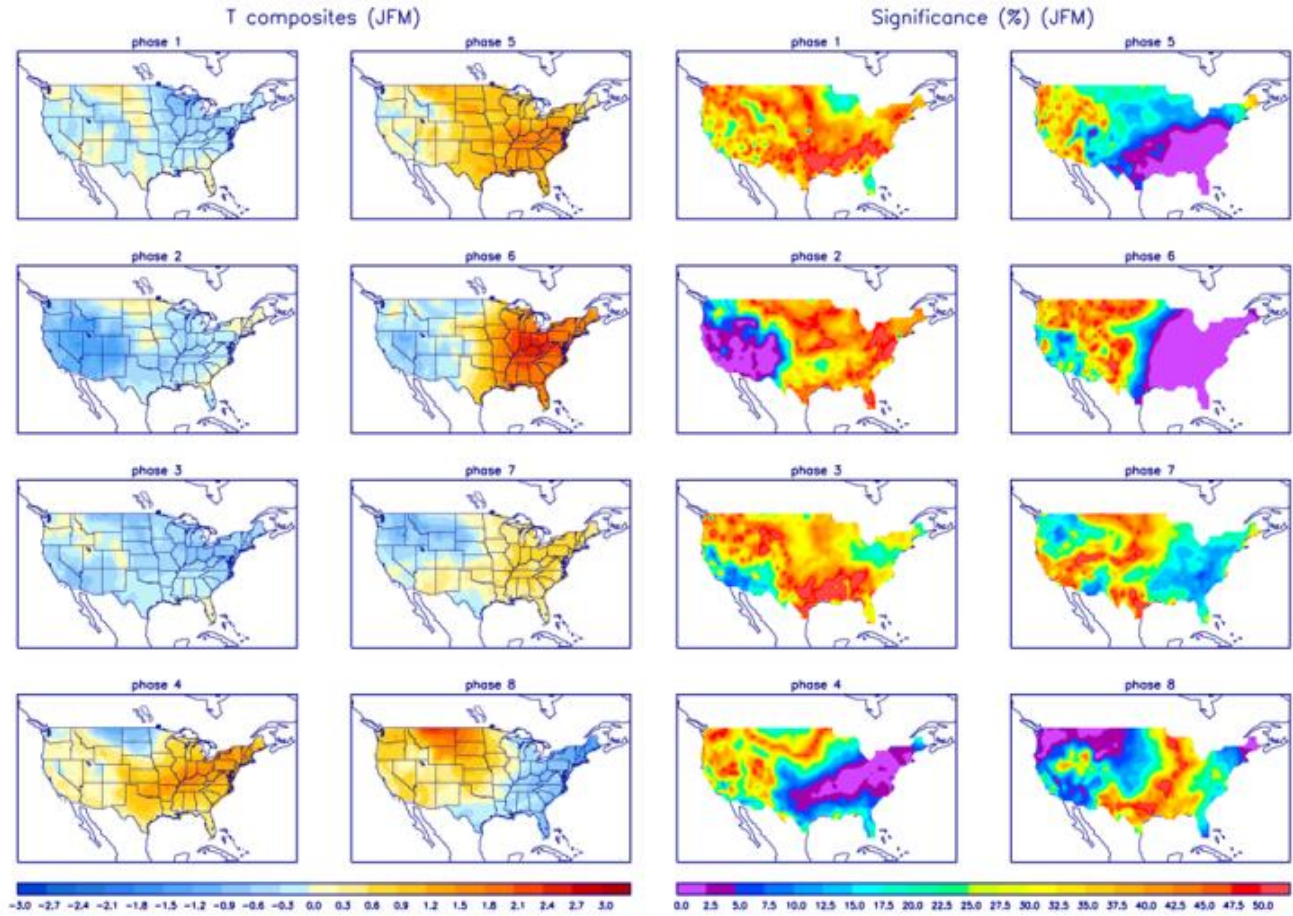 T composites (JFM)
Significance (%) (JFM)
phase 1
phase 5
phase 1
phase 5
phase 2
phase 6
phase 2
phase 6
phase 3
phase 7
phase 3
phase 7
phase 4
phase 8
phase 4
phase 8
-3.0 -2.7 -2.4 -2.1 -1.8 -1.5 -1.2 -0.9 -0.6 -0.3 0.0 0.3 0.6 0.9 1.2 1.5 1.8 2.1 2.4 2.7 3.0
0.0 2.5 5.0 7.5 10.0 12.5 15.0 17.5 20.0 22.5 25.0 27.5 30.0 32.5 35.0 37.5 40.0 42.5 45.0 47.5 50.0